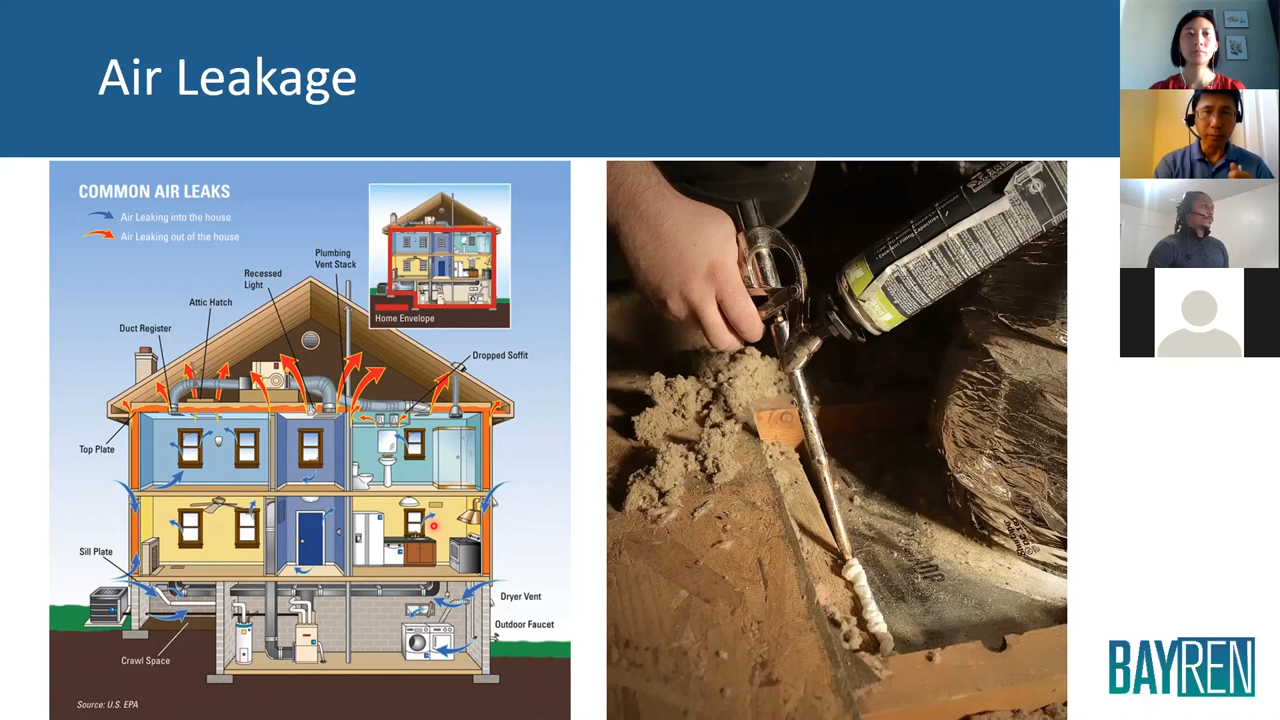 Air Leakage
COMMON AIR LEAKS
Air Leaking into the house
Air Leaking out of the house
Home Envelope
Plumbing
Vent Stack
Recessed
Light
Attic Hatch
Duct Register
Dropped Soffit
Top Plate
Sill Plate
Dryer Vent
Outdoor Faucet
Crawl Space
Source: U.S. EPA
BAYREN